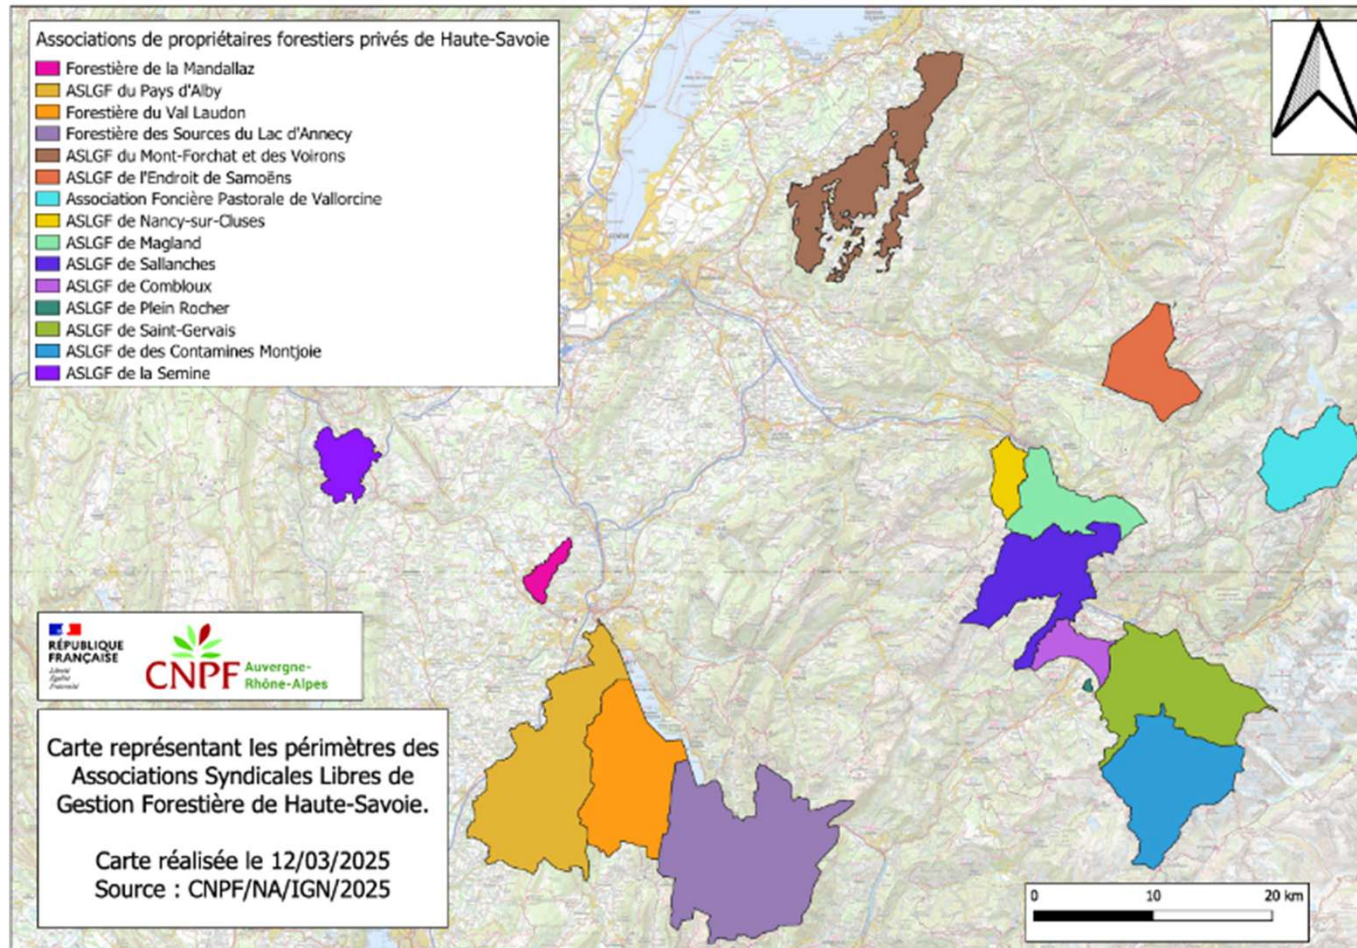 Associations de propriétaires forestiers privés de Haute-Savoie
Forestière de la Mandallaz
ASLGF du Pays d'Alby
Forestière du Val Laudon
Forestière des Sources du Lac d'Annecy
ASLGF du Mont-Forchat et des Voirons
ASLGF de l'Endroit de Samoëns
Association Foncière Pastorale de Vallorcine
ASLGF de Nancy-sur-Cluses
ASLGF de Magland
ASLGF de Sallanches
ASLGF de Combloux
ASLGF de Plein Rocher
ASLGF de Saint-Gervais
ASLGF de des Contamines Montjoie
ASLGF de la Semine
GENÈVE
RÉPUBLIQUE
FRANÇAISE
Liberté
Égalité
Fraternité
CNPF Auvergne-
Rhône-Alpes
Carte représentant les périmètres des
Associations Syndicales Libres de
Gestion Forestière de Haute-Savoie.
Carte réalisée le 12/03/2025
Source : CNPF/NA/IGN/2025
0 10 20 km